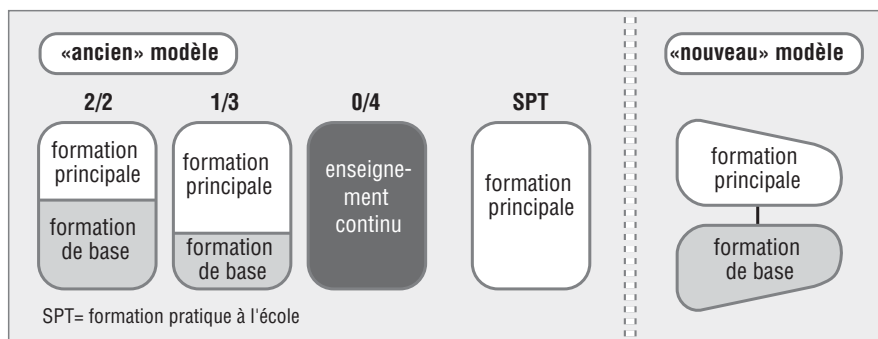 «ancien» modèle
«nouveau» modèle
2/2
1/3
0/4
SPT
formation
principale
formation
de base
formation
principale
formation
de base
enseigne-
ment
continu
formation
principale
formation
principale
formation
de base
SPT= formation pratique à l'école